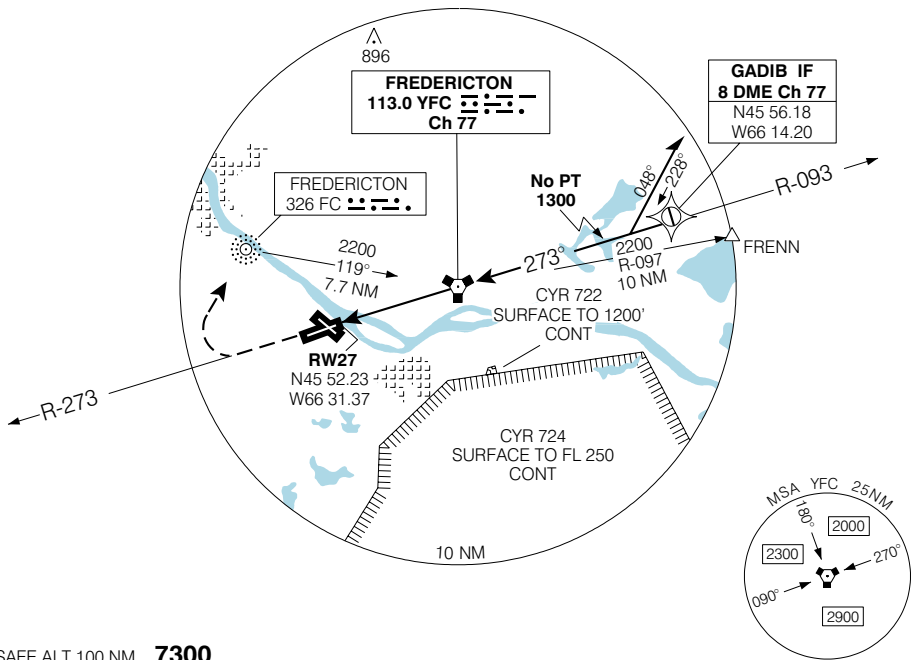 896
FREDERICTON
113.0 YFC
Ch 77
GADIB IF
8 DME Ch 77
N45 56.18
W66 14.20
FREDERICTON
326 FC
No PT
1300
048°
228°
R-093
2200
119°
7.7 NM
273°
2200
R-097
10 NM
FRENN
CYR 722
SURFACE TO 1200'
CONT
RW27
N45 52.23
W66 31.37
R-273
CYR 724
SURFACE TO FL 250
CONT
10 NM
MSA YFC 25NM
180°
2000
2300
270°
090°
2900
SAFE ALT 100 NM 7300